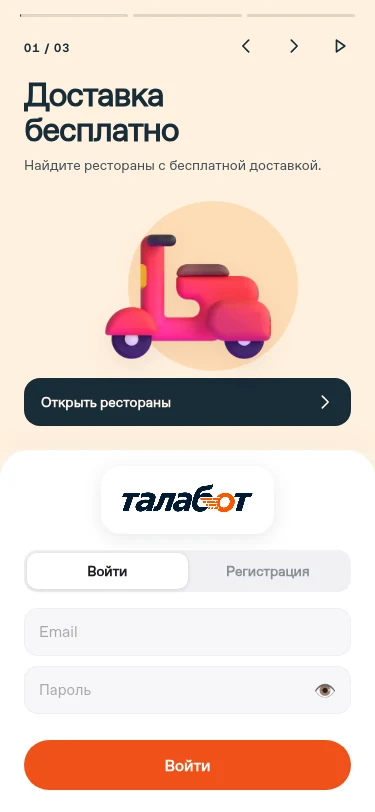 01 / 03
Доставка
бесплатно
Найдите рестораны с бесплатной доставкой.
Открыть рестораны
талабот
Войти
Регистрация
Email
Пароль
Войти